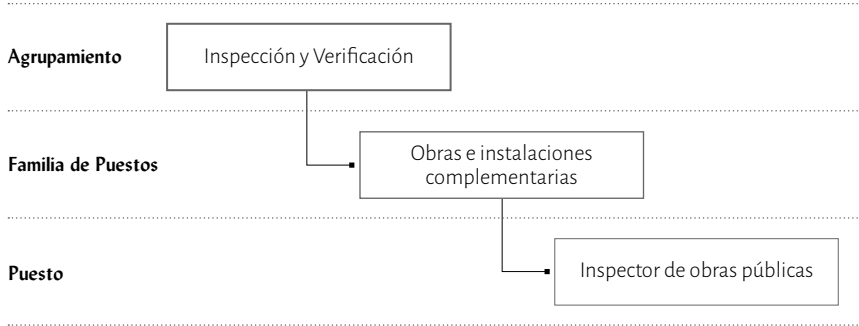 Agrupamiento
Inspección y Verificación
Familia de Puestos
Obras e instalaciones
complementarias
Puesto
Inspector de obras públicas